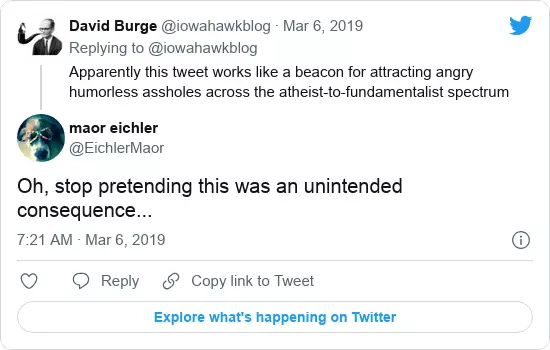 David Burge @iowahawkblog · Mar 6, 2019
Replying to @iowahawkblog
Apparently this tweet works like a beacon for attracting angry
humorless assholes across the atheist-to-fundamentalist spectrum
maor eichler
@EichlerMaor
Oh, stop pretending this was an unintended
consequence...
7:21 AM · Mar 6, 2019
Reply
Copy link to Tweet
Explore what's happening on Twitter